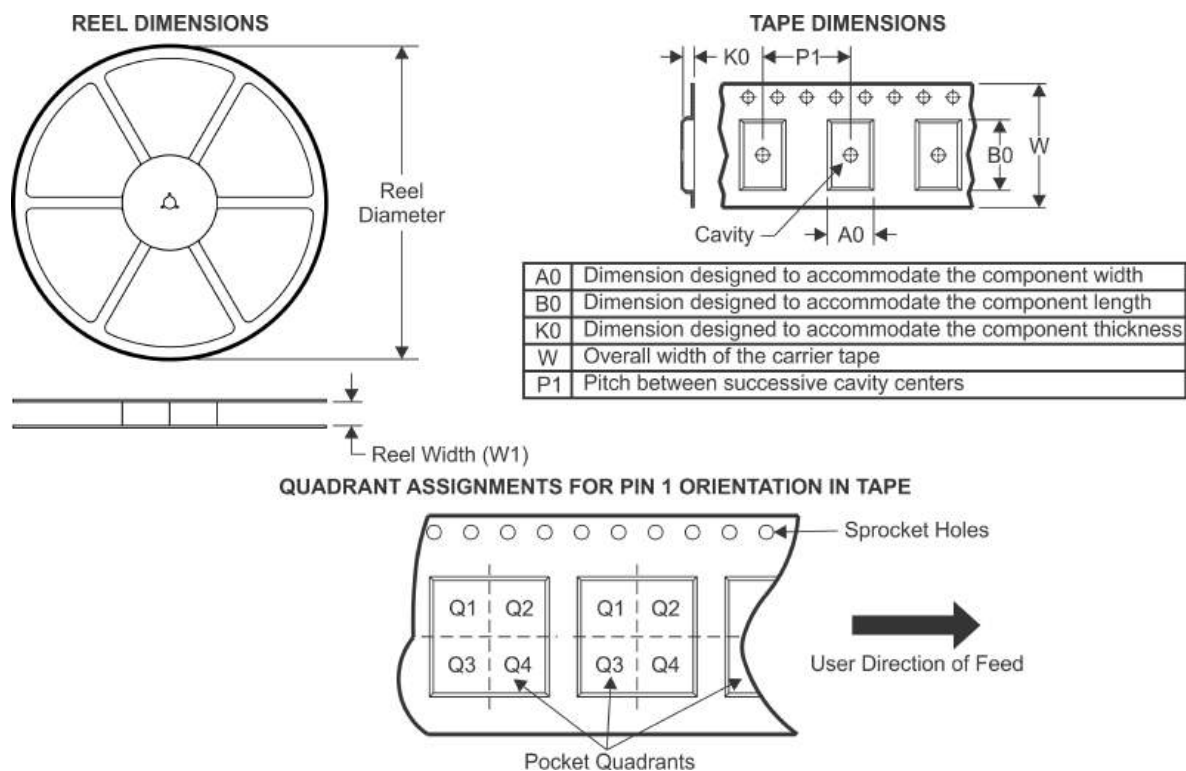 REEL DIMENSIONS
TAPE DIMENSIONS
K0
P1
Reel
Diameter
B0
W
Cavity
A0
A0 Dimension designed to accommodate the component width
B0 Dimension designed to accommodate the component length
K0 Dimension designed to accommodate the component thickness
W Overall width of the carrier tape
P1 Pitch between successive cavity centers
Reel Width (W1)
QUADRANT ASSIGNMENTS FOR PIN 1 ORIENTATION IN TAPE
Sprocket Holes
Q1 Q2 Q1 Q2
Q3 Q4 Q3 Q4
User Direction of Feed
Pocket Quadrants